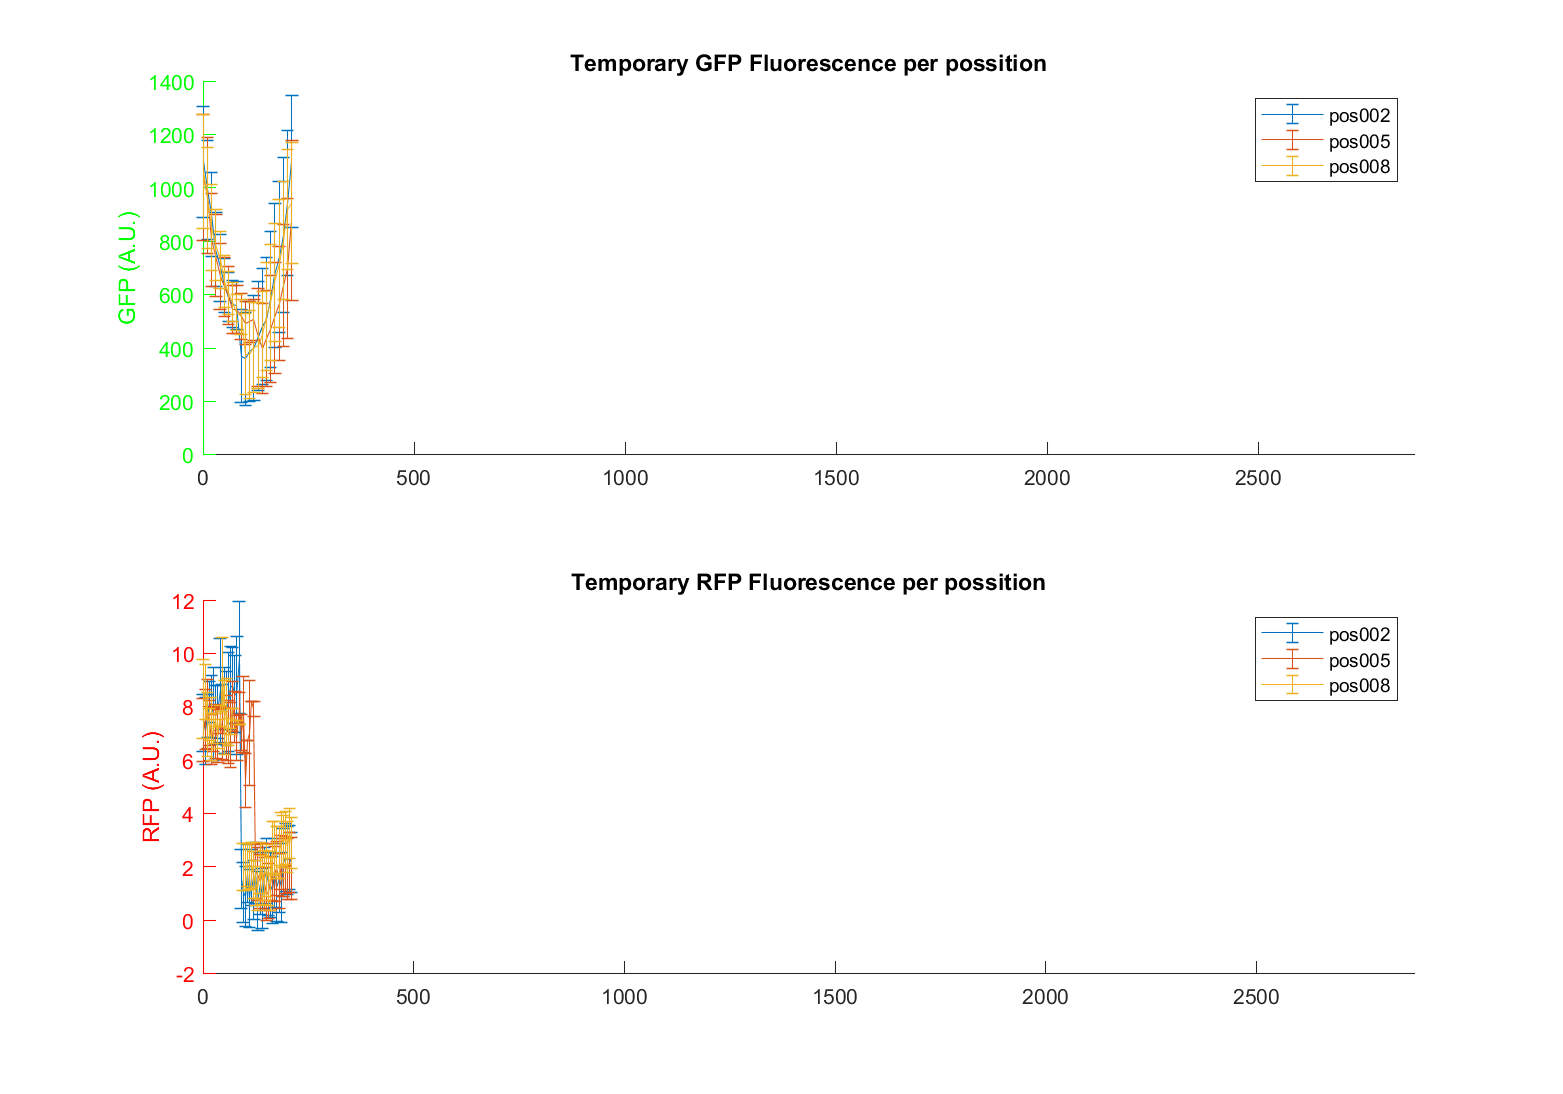 Temporary GFP Fluorescence per possition
1400
1200
1000
800
600
400
200
0
GFP (A.U.)
0 500 1000 1500 2000 2500
pos002
pos005
pos008
Temporary RFP Fluorescence per possition
12
10
8
6
4
2
0
-2
RFP (A.U.)
0 500 1000 1500 2000 2500
pos002
pos005
pos008